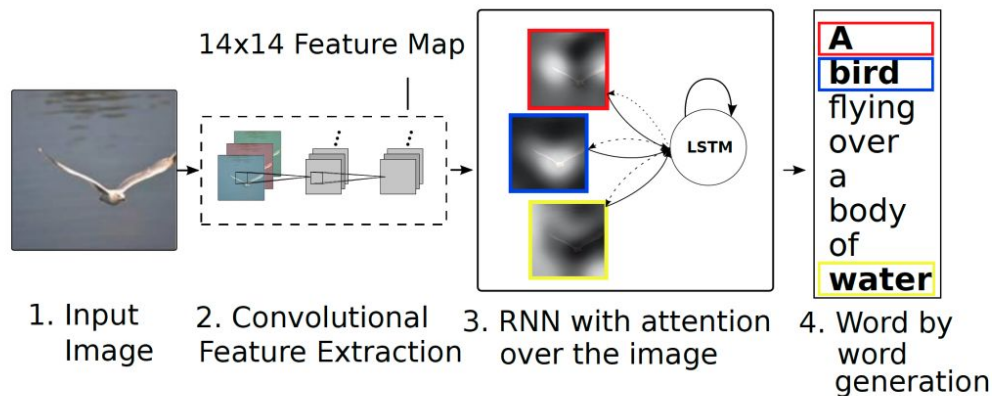 14x14 Feature Map
LSTM
A
bird
flying
over
a
body
of
water
1. Input
Image
2. Convolutional
Feature Extraction
3. RNN with attention
over the image
4. Word by
word
generation